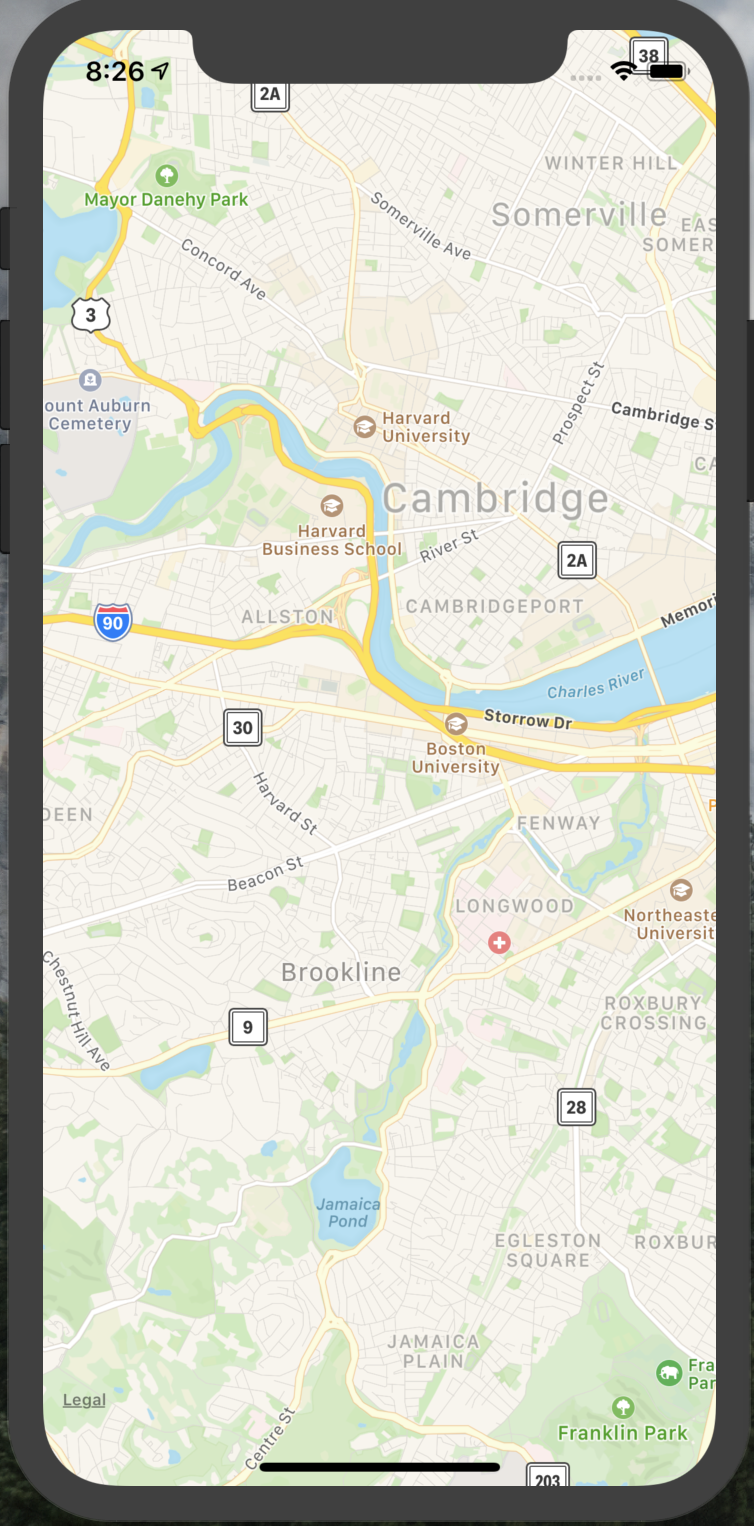 8:26
38
2A
WINTER HILL
Mayor Danehy Park
Somerville
Somerville Ave
EAS
SOMER
Concord Ave
3
Prospect St
ount Auburn
Cemetery
Cambridge S
Harvard
University
CA
Cambridge
Harvard
Business School
River St
2A
90
ALLSTON
CAMBRIDGEPORT
Memori
Charles River
30
Storrow Dr
Boston
University
Harvard St
P
DEEN
FENWAY
Beacon St
LONGWOOD
Northeaste
Universit
Chestnut Hill Ave
Brookline
ROXBURY
CROSSING
9
28
Jamaica
Pond
EGLESTON
SQUARE
ROXBUR
JAMAICA
PLAIN
Fra
Par
Legal
Franklin Park
Centre St
203